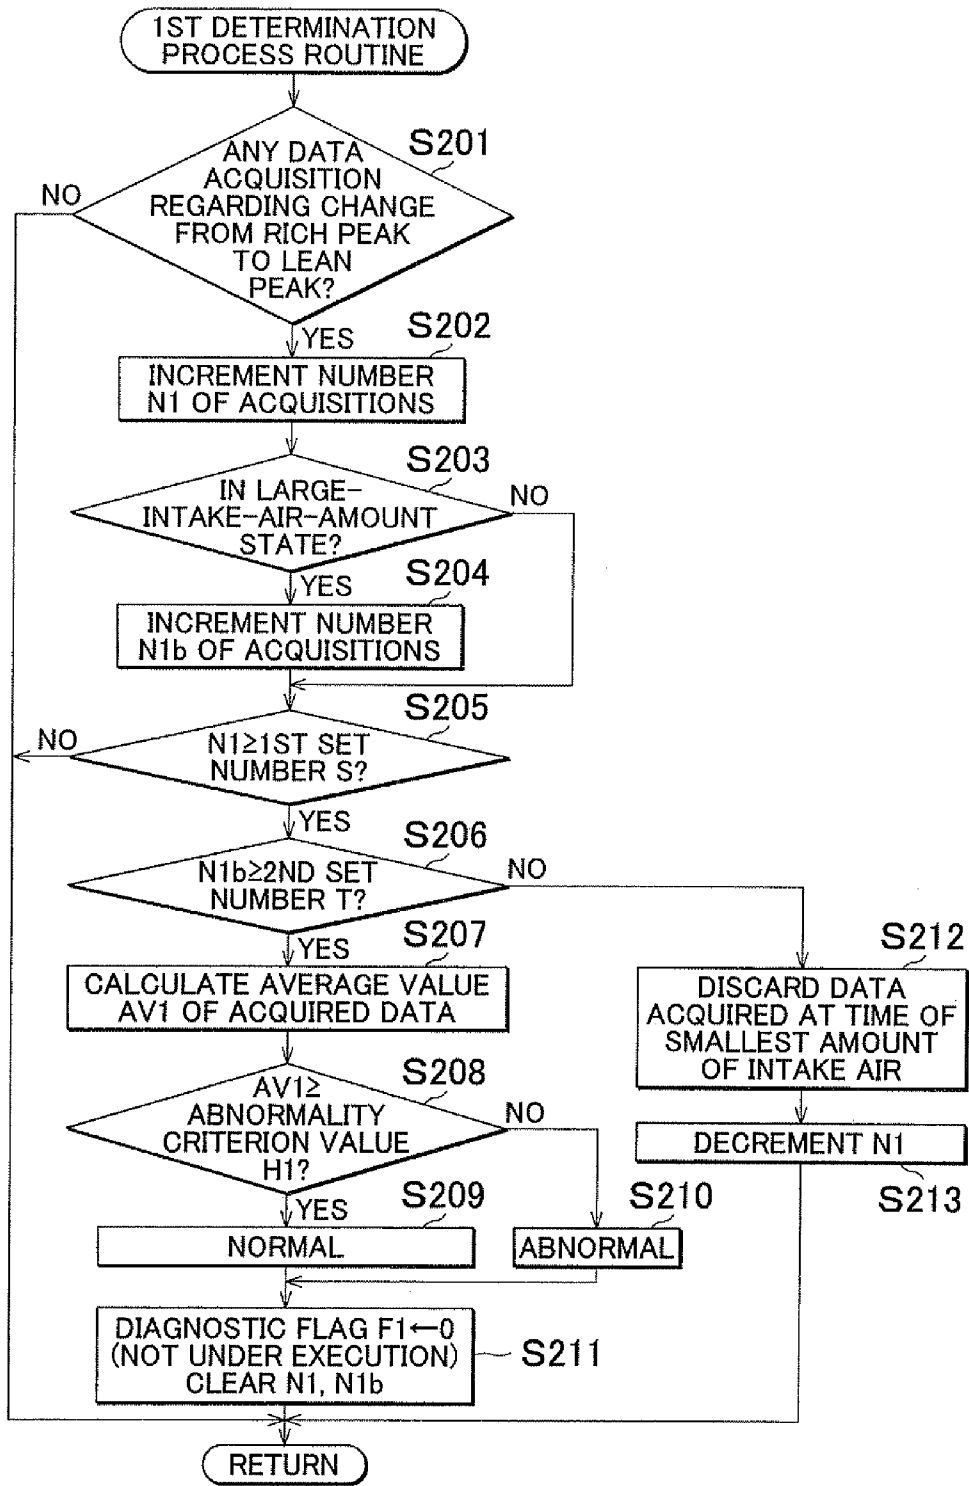 1ST DETERMINATION
PROCESS ROUTINE
S201
ANY DATA
ACQUISITION
REGARDING CHANGE
FROM RICH PEAK
TO LEAN
PEAK?
NO
YES
S202
INCREMENT NUMBER
N1 OF ACQUISITIONS
S203
IN LARGE-
INTAKE-AIR-AMOUNT
STATE?
NO
YES
S204
INCREMENT NUMBER
N1b OF ACQUISITIONS
S205
N1≥1ST SET
NUMBER S?
NO
YES
S206
N1b≥2ND SET
NUMBER T?
NO
YES
S207
CALCULATE AVERAGE VALUE
AV1 OF ACQUIRED DATA
S212
DISCARD DATA
ACQUIRED AT TIME OF
SMALLEST AMOUNT
OF INTAKE AIR
S208
AV1≥
ABNORMALITY
CRITERION VALUE
H1?
NO
YES
DECREMENT N1
S213
S209
NORMAL
S210
ABNORMAL
DIAGNOSTIC FLAG F1←0
(NOT UNDER EXECUTION)
CLEAR N1, N1b
S211
RETURN